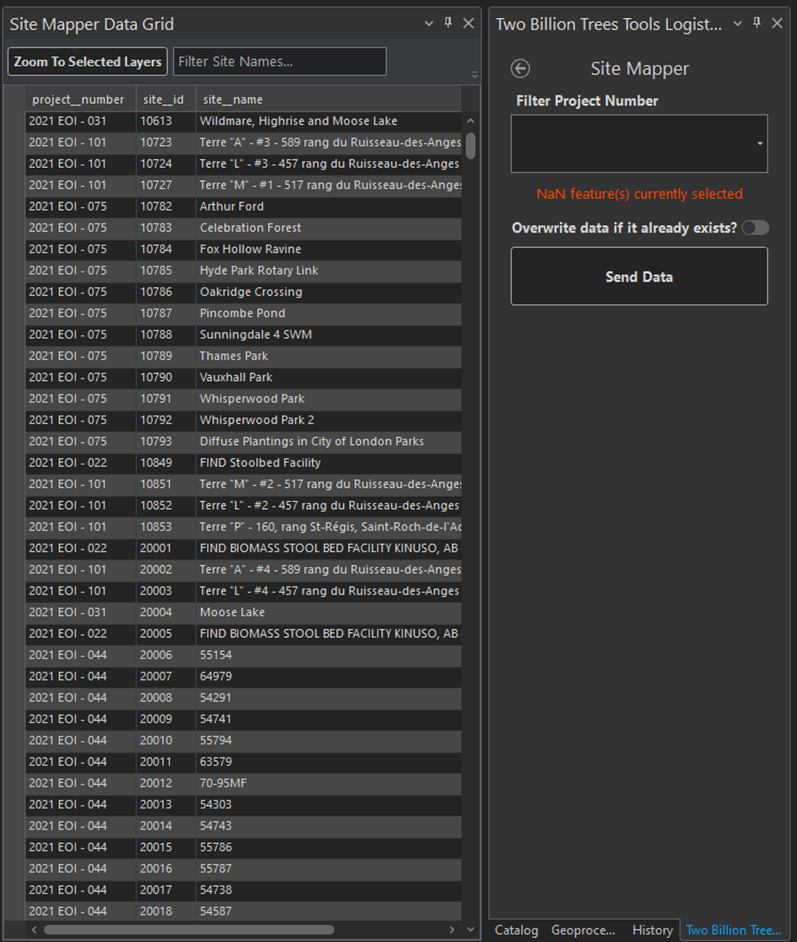 Site Mapper Data Grid
Zoom To Selected Layers
Filter Site Names...
project__number site__id site__name
2021 EOI - 031 10613 Wildmare, Highrise and Moose Lake
2021 EOI - 101 10723 Terre "A" - #3 - 589 rang du Ruisseau-des-Anges
2021 EOI - 101 10724 Terre "L" - #3 - 457 rang du Ruisseau-des-Anges
2021 EOI - 101 10727 Terre "M" - #1 - 517 rang du Ruisseau-des-Anges
2021 EOI - 075 10782 Arthur Ford
2021 EOI - 075 10783 Celebration Forest
2021 EOI - 075 10784 Fox Hollow Ravine
2021 EOI - 075 10785 Hyde Park Rotary Link
2021 EOI - 075 10786 Oakridge Crossing
2021 EOI - 075 10787 Pincombe Pond
2021 EOI - 075 10788 Sunningdale 4 SWM
2021 EOI - 075 10789 Thames Park
2021 EOI - 075 10790 Vauxhall Park
2021 EOI - 075 10791 Whisperwood Park
2021 EOI - 075 10792 Whisperwood Park 2
2021 EOI - 075 10793 Diffuse Plantings in City of London Parks
2021 EOI - 022 10849 FIND Stoolbed Facility
2021 EOI - 101 10851 Terre "M" - #2 - 517 rang du Ruisseau-des-Anges
2021 EOI - 101 10852 Terre "L" - #2 - 457 rang du Ruisseau-des-Anges
2021 EOI - 101 10853 Terre "P" - 160, rang St-Régis, Saint-Roch-de-l'Ac
2021 EOI - 022 20001 FIND BIOMASS STOOL BED FACILITY KINUSO, AB
2021 EOI - 101 20002 Terre "A" - #4 - 589 rang du Ruisseau-des-Anges
2021 EOI - 101 20003 Terre "L" - #4 - 457 rang du Ruisseau-des-Anges
2021 EOI - 031 20004 Moose Lake
2021 EOI - 022 20005 FIND BIOMASS STOOL BED FACILITY KINUSO, AB
2021 EOI - 044 20006 55154
2021 EOI - 044 20007 64979
2021 EOI - 044 20008 54291
2021 EOI - 044 20009 54741
2021 EOI - 044 20010 55794
2021 EOI - 044 20011 63579
2021 EOI - 044 20012 70-95MF
2021 EOI - 044 20013 54303
2021 EOI - 044 20014 54743
2021 EOI - 044 20015 55786
2021 EOI - 044 20016 55787
2021 EOI - 044 20017 54738
2021 EOI - 044 20018 54587
Two Billion Trees Tools Logist...
Site Mapper
Filter Project Number
NaN feature(s) currently selected
Overwrite data if it already exists?
Send Data
Catalog Geoproce... History Two Billion Tree...